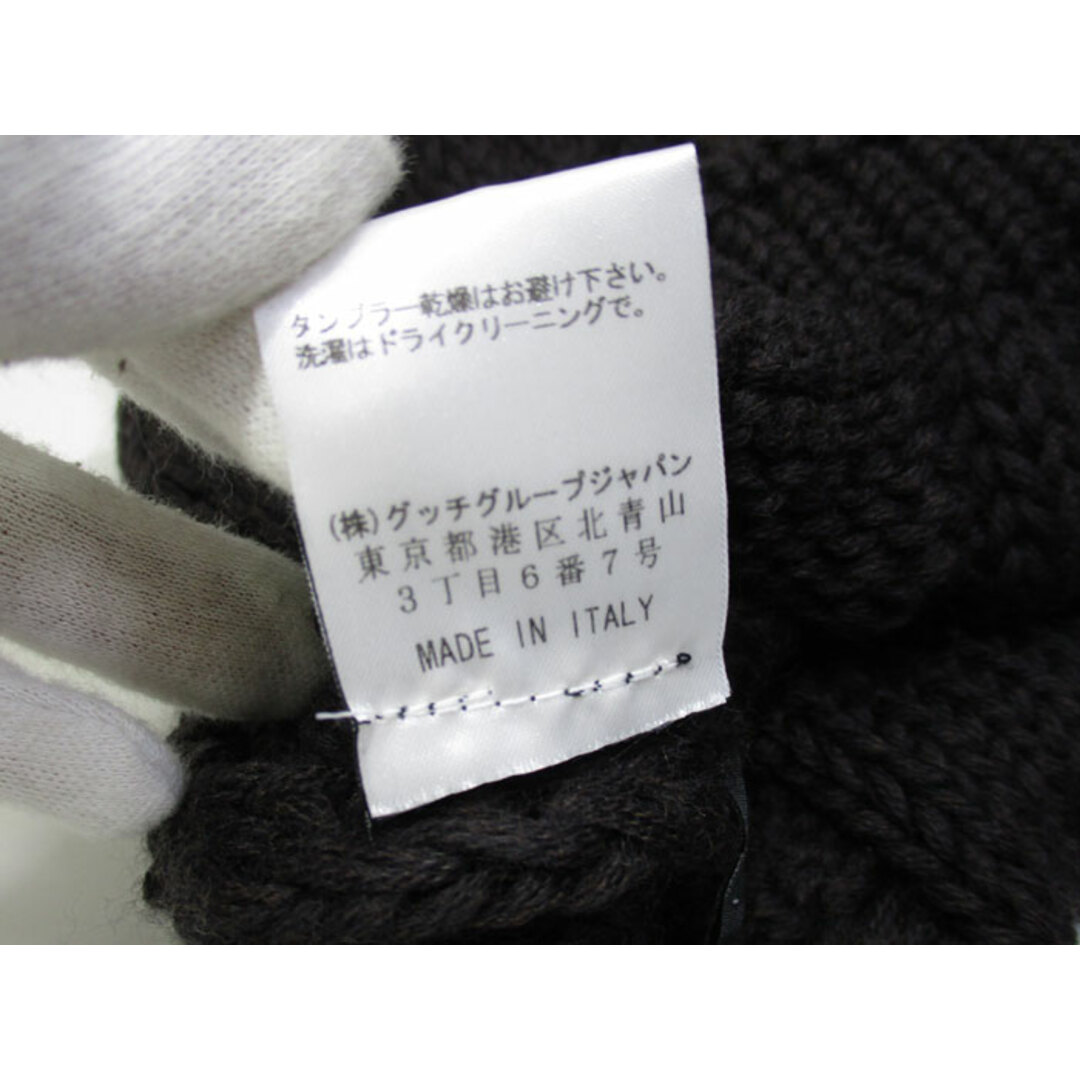 タンブラー乾燥はお避け下さい。
洗濯はドライクリーニングで。
(株)グッチグループジャパン
東京都港区北青山
3丁目6番7号
MADE IN ITALY